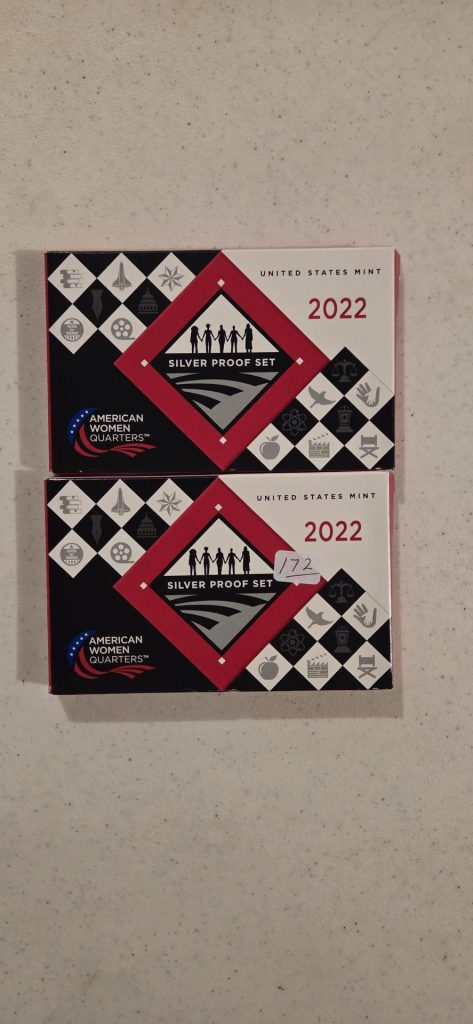 UNITED STATES MINT
2022
SILVER PROOF SET
AMERICAN
WOMEN
QUARTERS™
UNITED STATES MINT
2022
172
SILVER PROOF SET
AMERICAN
WOMEN
QUARTERS™